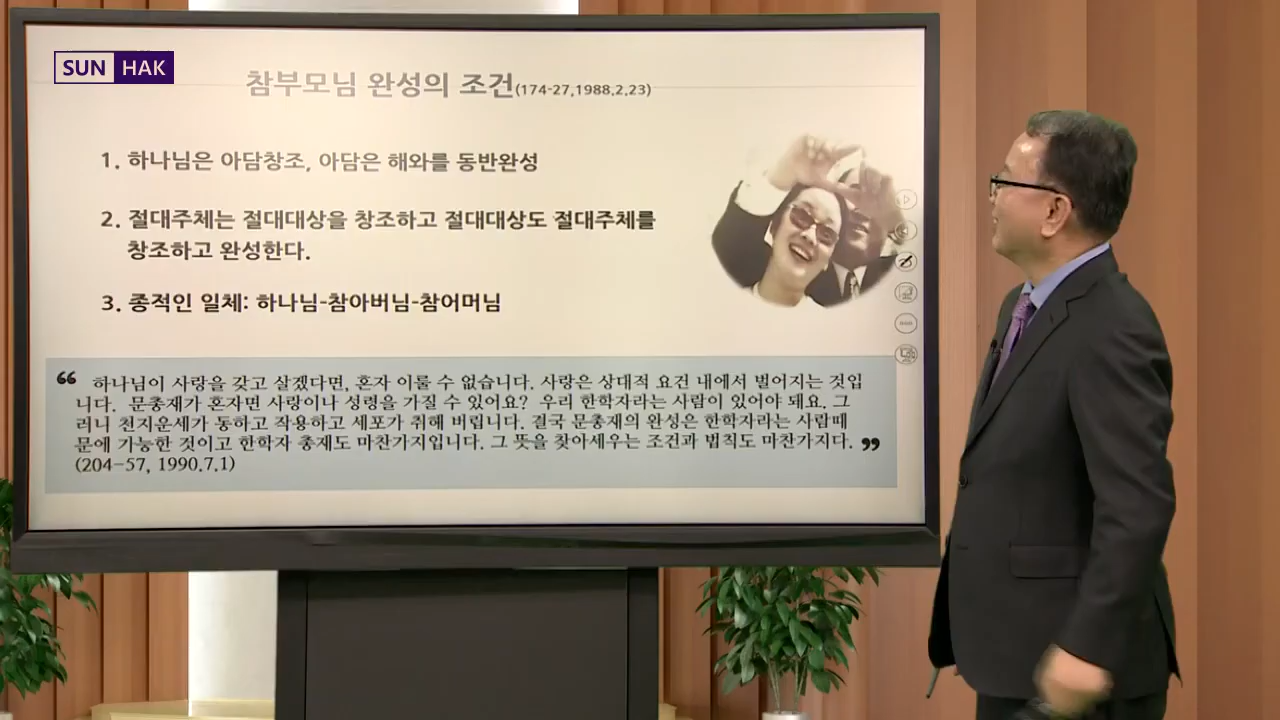 SUN HAK
참부모님 완성의 조건(174-27,1988.2.23)
1. 하나님은 아담창조, 아담은 해와를 동반완성
2. 절대주체는 절대대상을 창조하고 절대대상도 절대주체를
창조하고 완성한다.
3. 종적인 일체: 하나님-참아버님-참어머님
“ 하나님이 사랑을 갖고 살겠다면, 혼자 이룰 수 없습니다. 사랑은 상대적 요건 내에서 벌어지는 것입
니다. 문총재가 혼자면 사랑이나 성령을 가질 수 있어요? 우리 한학자라는 사람이 있어야 돼요. 그
러니 천지운세가 동하고 작용하고 세포가 취해 버립니다. 결국 문총재의 완성은 한학자라는 사람때
문에 가능한 것이고 한학자 총재도 마찬가지입니다. 그 뜻을 찾아세우는 조건과 법칙도 마찬가지다. ”
(204-57, 1990.7.1)